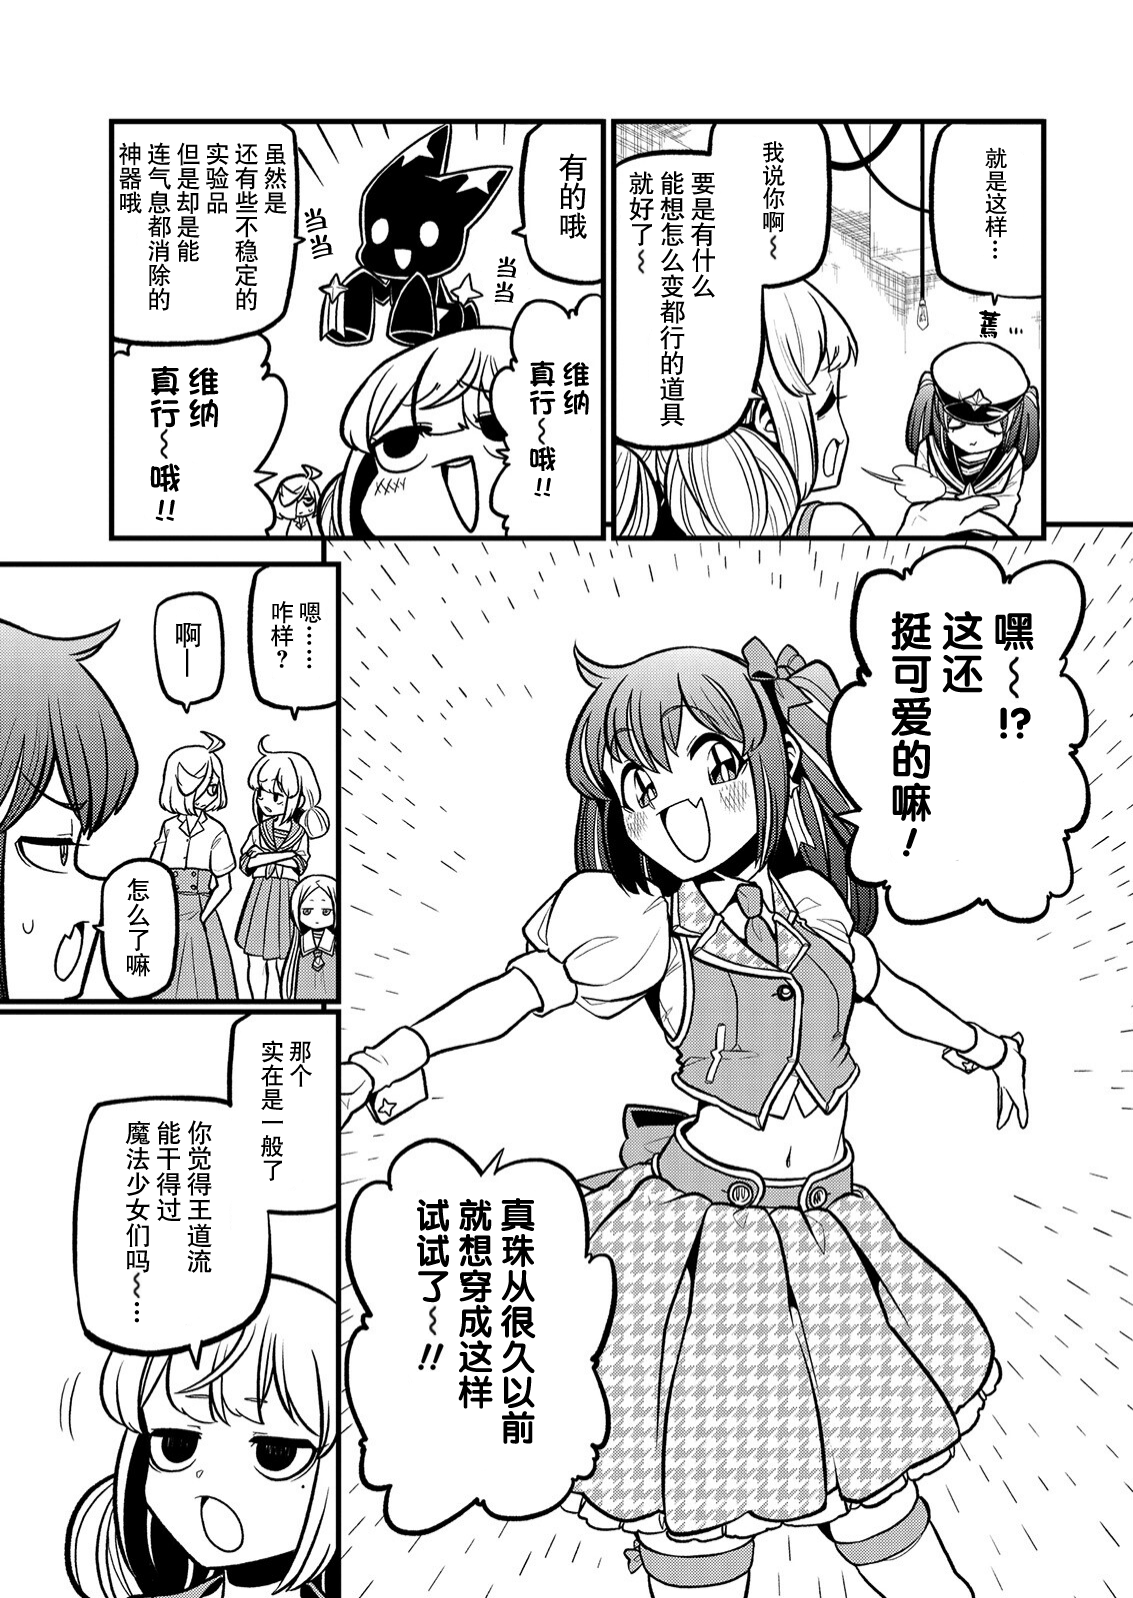 就是这样…
蔫…
我说你啊~
要是有什么
能想怎么变都行的道具
就好了~
有的哦
当当
当当
虽然是
还有些不稳定的
实验品
但是却是能
连气息都消除的
神器哦
维纳
真行~哦!!
维纳
真行~哦!!
嘿~!?
这还
挺可爱的嘛!
真珠从很久以前
就想穿成这样
试试了~!!
嗯……
咋样?
啊—
怎么了嘛
那个
实在是一般了
你觉得王道流
能干得过
魔法少女们吗~…